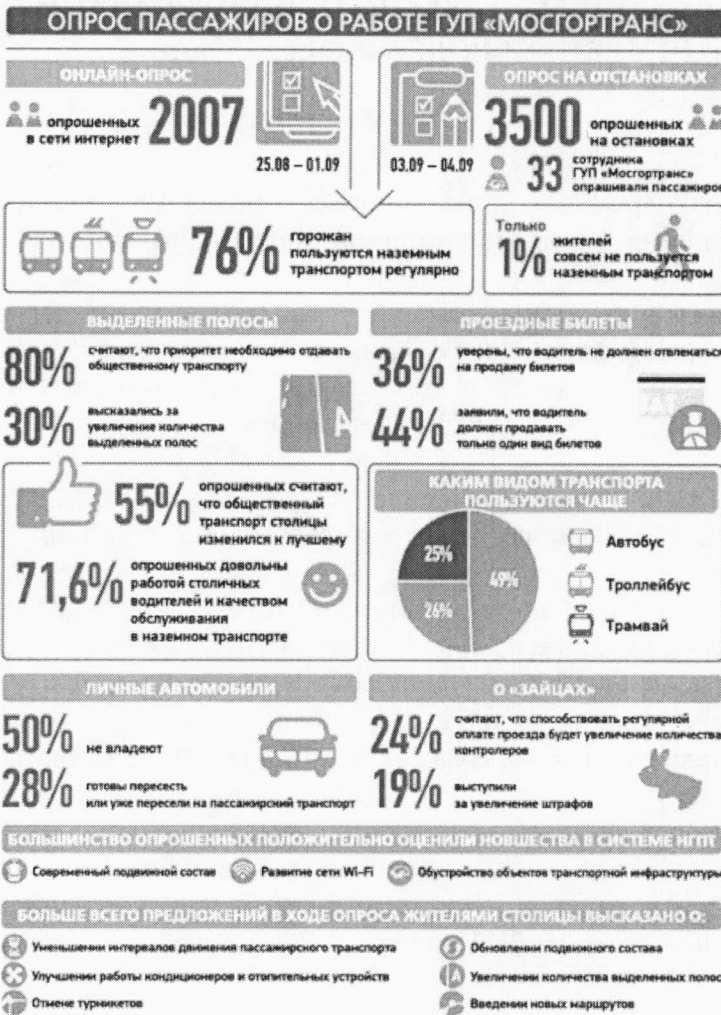 ОПРОС ПАССАЖИРОВ О РАБОТЕ ГУП «МОСГОРТРАНС»
ОНЛАЙН-ОПРОС
опрошенных
в сети интернет
2007
25.08 – 01.09
ОПРОС НА ОТСТАНОВКАХ
03.09 – 04.09
3500
опрошенных
на остановках
33
сотрудника
ГУП «Мосгортранс»
опрашивали пассажиров
76%
горожан
пользуются наземным
транспортом регулярно
Только
1%
жителей
совсем не пользуется
наземным транспортом
ВЫДЕЛЕННЫЕ ПОЛОСЫ
80%
считают, что приоритет необходимо отдавать
общественному транспорту
30%
высказались за
увеличение количества
выделенных полос
А
ПРОЕЗДНЫЕ БИЛЕТЫ
36%
уверены, что водитель не должен отвлекаться
на продажу билетов
44%
заявили, что водитель
должен продавать
только один вид билетов
55%
опрошенных считают,
что общественный
транспорт столицы
изменился к лучшему
71,6%
опрошенных довольны
работой столичных
водителей и качеством
обслуживания
в наземном транспорте
КАКИМ ВИДОМ ТРАНСПОРТА
ПОЛЬЗУЮТСЯ ЧАЩЕ
25%
49%
26%
Автобус
Троллейбус
Трамвай
ЛИЧНЫЕ АВТОМОБИЛИ
50%
не владеют
28%
готовы пересесть
или уже пересели на пассажирский транспорт
О «ЗАЙЦАХ»
24%
считают, что способствовать регулярной
оплате проезда будет увеличение количества
контролеров
19%
выступили
за увеличение штрафов
БОЛЬШИНСТВО ОПРОШЕННЫХ ПОЛОЖИТЕЛЬНО ОЦЕНИЛИ НОВШЕСТВА В СИСТЕМЕ НГПТ
Современный подвижной состав
Развитие сети Wi-Fi
Обустройство объектов транспортной инфраструктуры
БОЛЬШЕ ВСЕГО ПРЕДЛОЖЕНИЙ В ХОДЕ ОПРОСА ЖИТЕЛЯМИ СТОЛИЦЫ ВЫСКАЗАНО О:
Уменьшении интервалов движения пассажирского транспорта
Улучшении работы кондиционеров и отопительных устройств
Отмене турникетов
Обновлении подвижного состава
Увеличении количества выделенных полос
Введении новых маршрутов